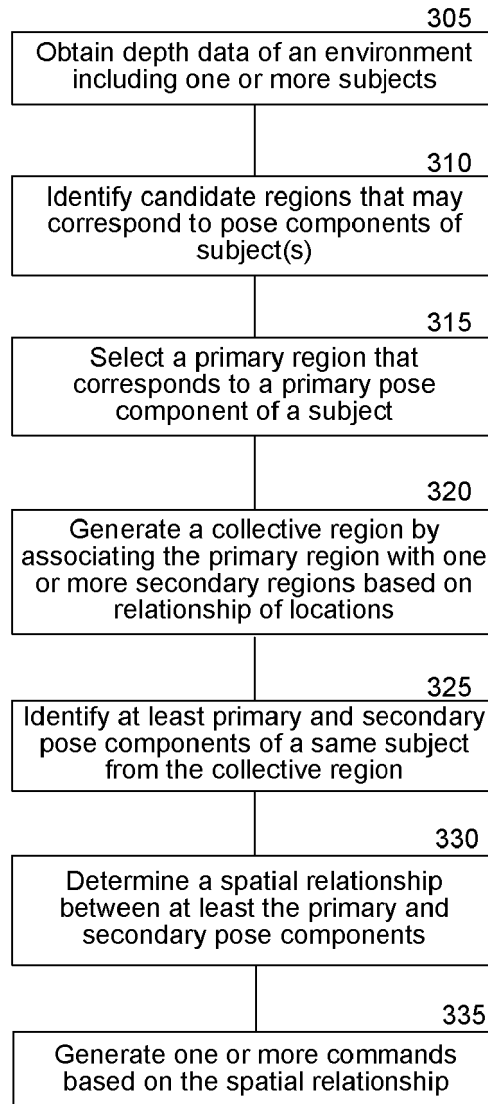 305
Obtain depth data of an environment
including one or more subjects
310
Identify candidate regions that may
correspond to pose components of
subject(s)
315
Select a primary region that
corresponds to a primary pose
component of a subject
320
Generate a collective region by
associating the primary region with one
or more secondary regions based on
relationship of locations
325
Identify at least primary and secondary
pose components of a same subject
from the collective region
330
Determine a spatial relationship
between at least the primary and
secondary pose components
335
Generate one or more commands
based on the spatial relationship